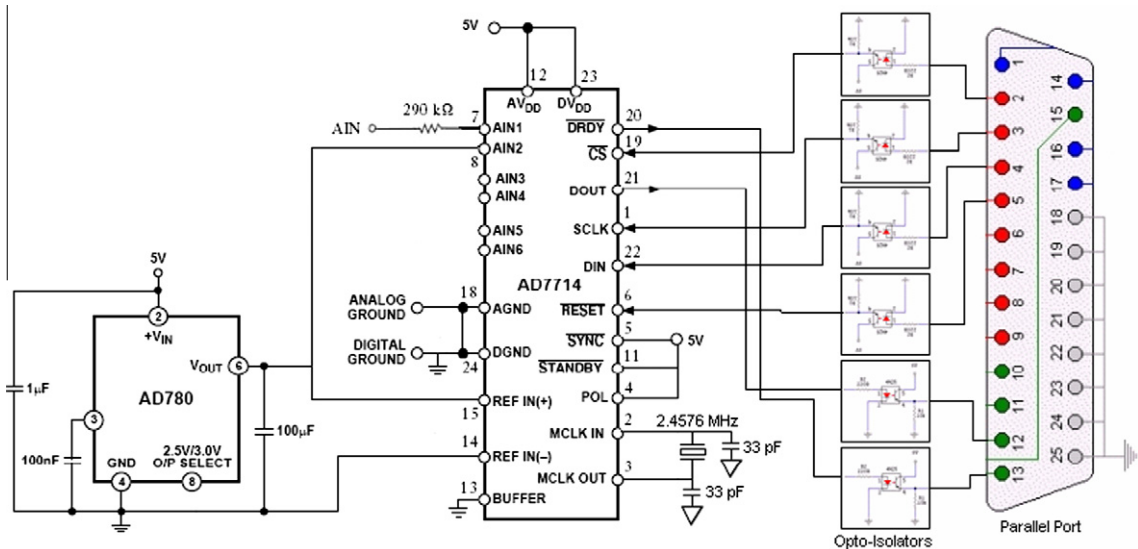 5V
12
23
AVDD
DVDD
290 kΩ
7
AIN
AIN1
AIN2
8
AIN3
AIN4
AIN5
AIN6
18
ANALOG
GROUND
AGND
DIGITAL
GROUND
DGND
24
REF IN(+)
15
14
REF IN(–)
13
BUFFER
AD7714
20
DRDY
19
CS
21
DOUT
1
SCLK
22
DIN
6
RESET
5
SYNC
5V
11
STANDBY
4
POL
2
MCLK IN
3
MCLK OUT
2.4576 MHz
33 pF
33 pF
5V
2
+VIN
VOUT
6
AD780
1μF
3
100nF
100μF
2.5V/3.0V
GND
O/P SELECT
4
8
Opto-Isolators
1
2
3
4
5
6
7
8
9
10
11
12
13
14
15
16
17
18
19
20
21
22
23
24
25
Parallel Port